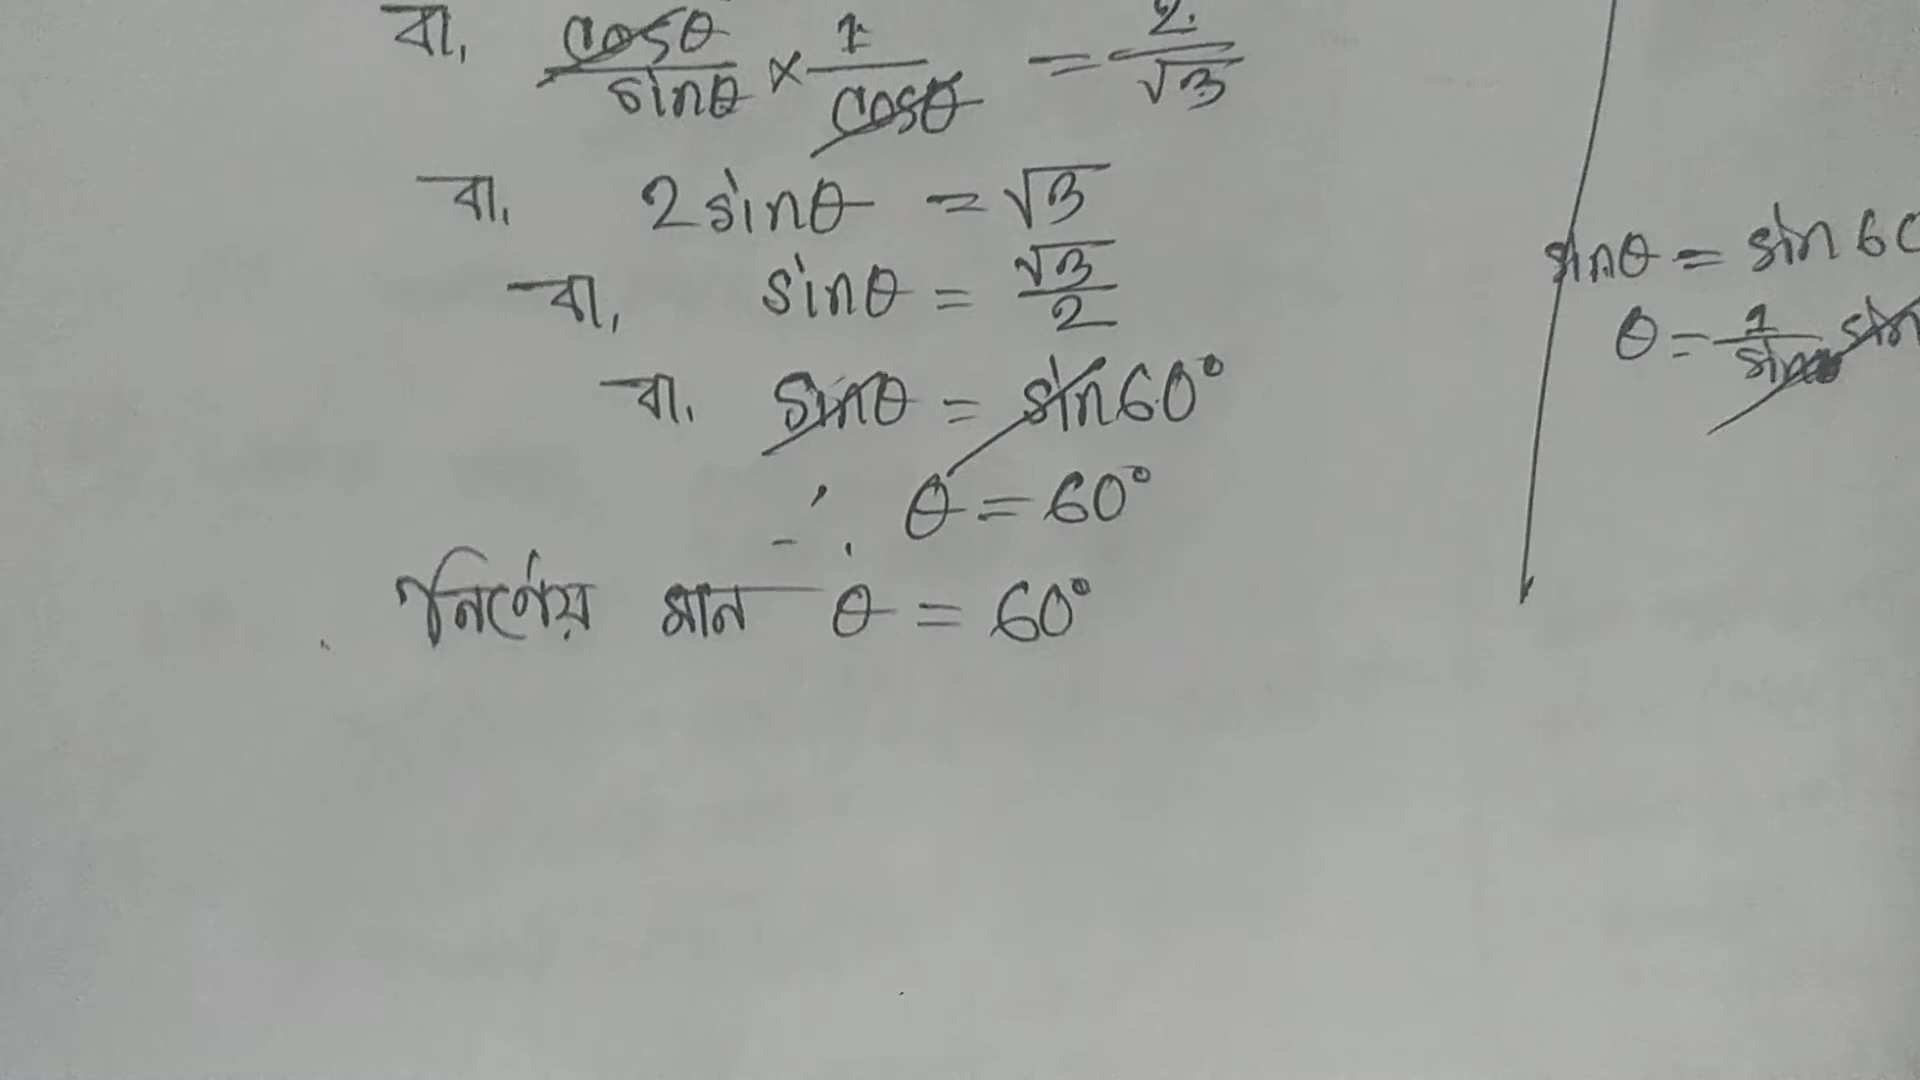 বা, cosθ/sinθ × 1/cosθ = 2/√3
বা, 2sinθ = √3
বা, sinθ = √3/2
বা, sinθ = sin60°
∴ θ = 60°
নির্ণেয় মান θ = 60°
sinθ = sin60
θ = 1/sin sin